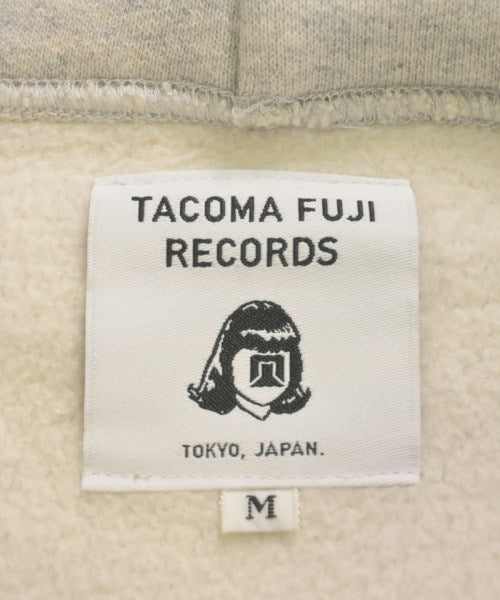 TACOMA FUJI
RECORDS
TOKYO, JAPAN.
M